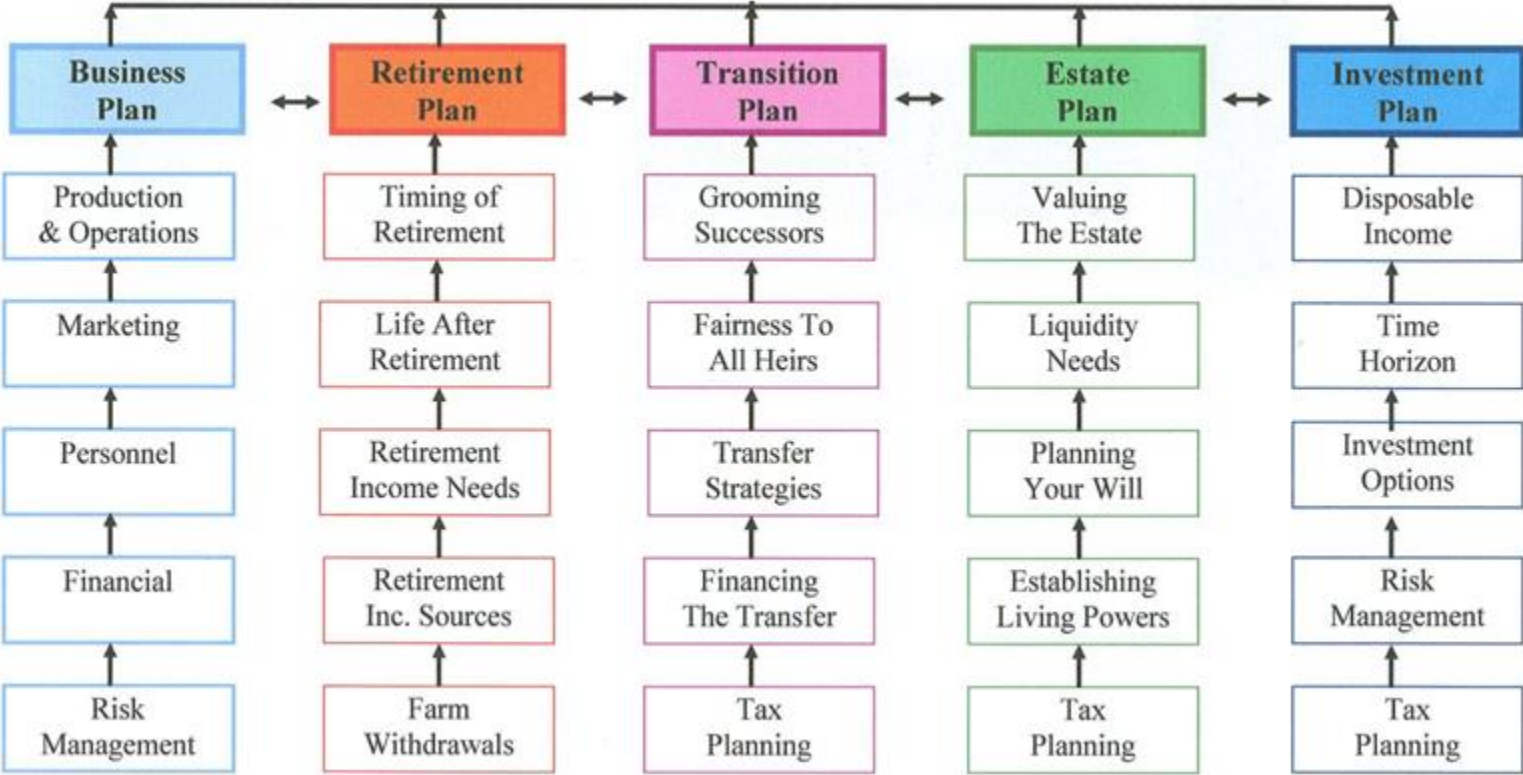 Business
Plan
Retirement
Plan
Transition
Plan
Estate
Plan
Investment
Plan
Production
& Operations
Timing of
Retirement
Grooming
Successors
Valuing
The Estate
Disposable
Income
Marketing
Life After
Retirement
Fairness To
All Heirs
Liquidity
Needs
Time
Horizon
Personnel
Retirement
Income Needs
Transfer
Strategies
Planning
Your Will
Investment
Options
Financial
Retirement
Inc. Sources
Financing
The Transfer
Establishing
Living Powers
Risk
Management
Risk
Management
Farm
Withdrawals
Tax
Planning
Tax
Planning
Tax
Planning